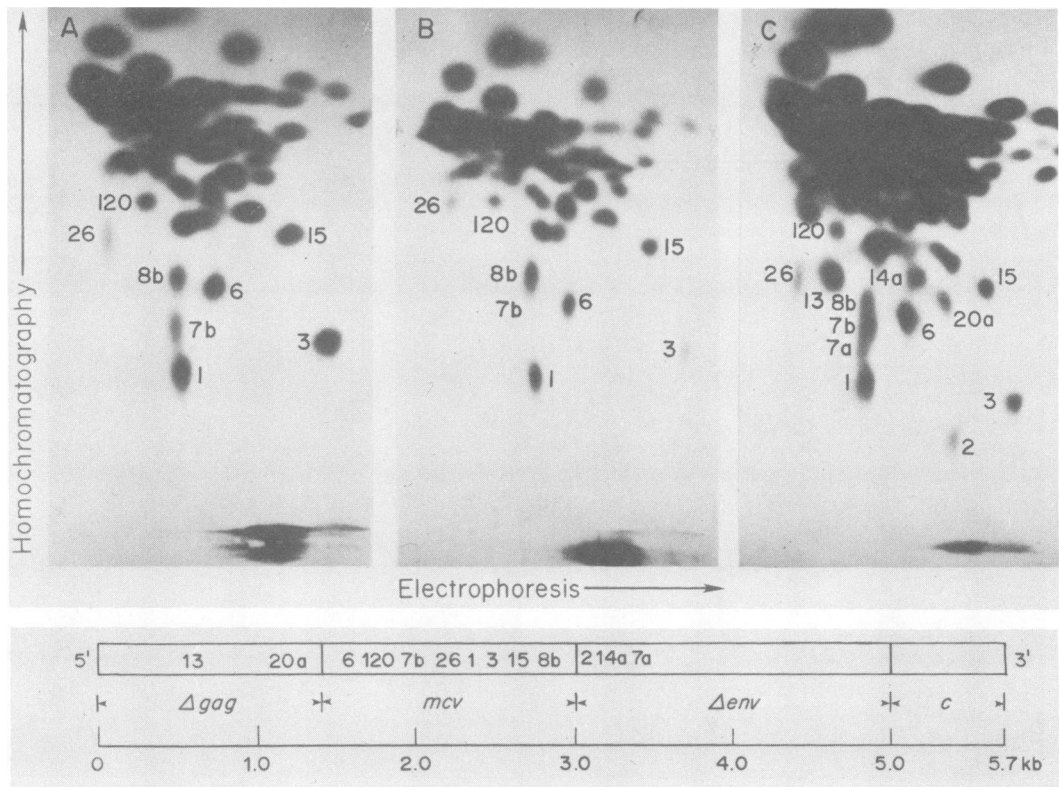 A
B
C
Homochromatography
120
26
15
8b
6
7b
3
1
26
120
15
8b
7b
6
3
1
120
26
14a
15
13
8b
20a
7b
6
7a
1
3
2
Electrophoresis
5'
13 20a 6 120 7b 26 1 3 15 8b 2 14a 7a
3'
Δgag mcv Δenv c
0 1.0 2.0 3.0 4.0 5.0 5.7 kb